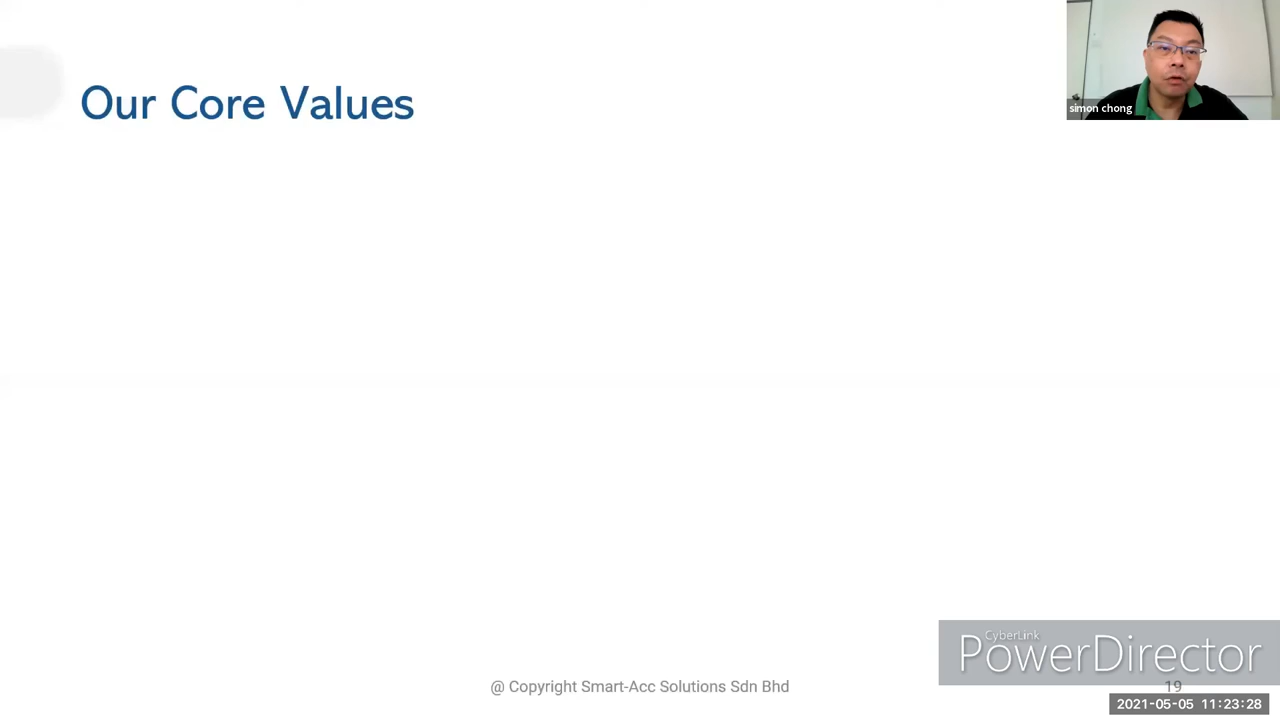 Our Core Values
simon chong
CyberLink
PowerDirector
@ Copyright Smart-Acc Solutions Sdn Bhd
19
2021-05-05 11:23:28